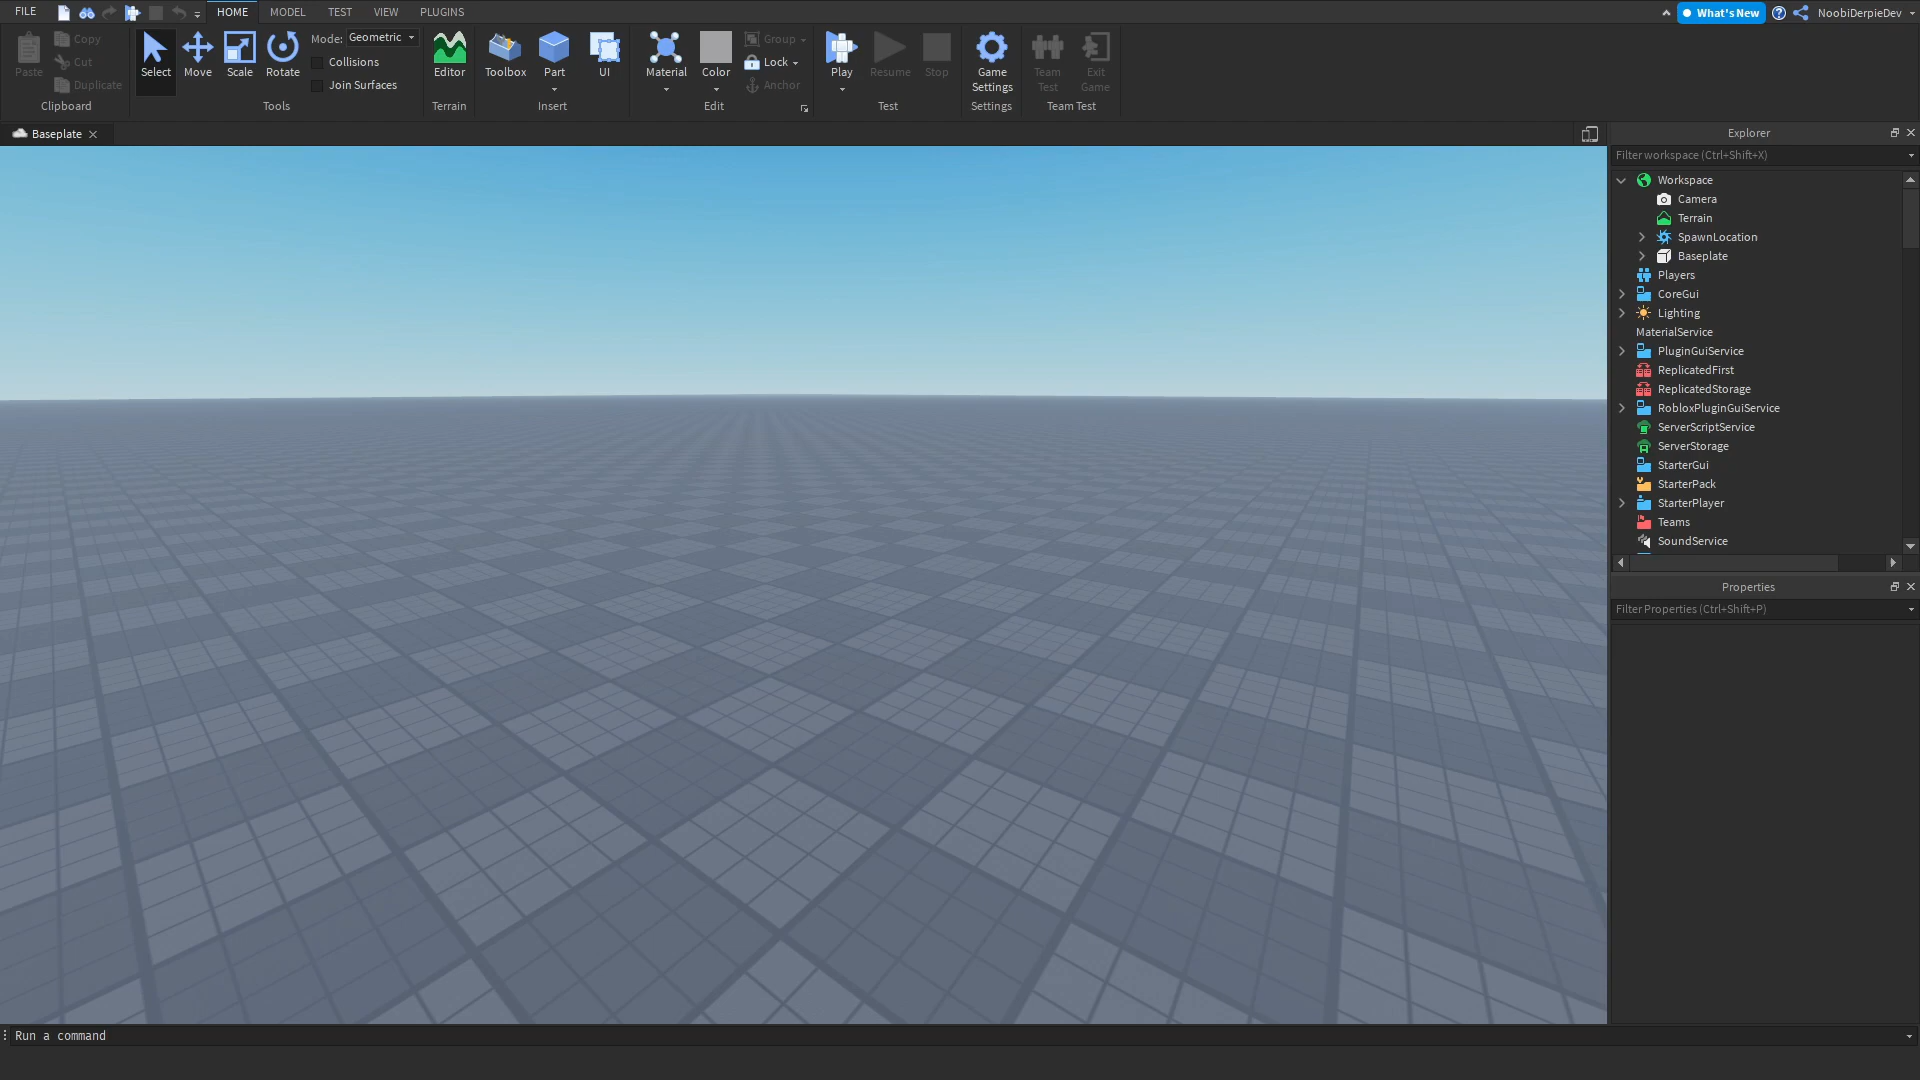 FILE
HOME
MODEL
TEST
VIEW
PLUGINS
What's New
NoobiDerpieDev
Paste
Copy
Cut
Duplicate
Clipboard
Select
Move
Scale
Rotate
Mode: Geometric
Collisions
Join Surfaces
Tools
Editor
Terrain
Toolbox
Part
UI
Insert
Material
Color
Group
Lock
Anchor
Edit
Play
Resume
Stop
Test
Game
Settings
Settings
Team
Test
Exit
Game
Team Test
Baseplate
Explorer
Filter workspace (Ctrl+Shift+X)
Workspace
Camera
Terrain
SpawnLocation
Baseplate
Players
CoreGui
Lighting
MaterialService
PluginGuiService
ReplicatedFirst
ReplicatedStorage
RobloxPluginGuiService
ServerScriptService
ServerStorage
StarterGui
StarterPack
StarterPlayer
Teams
SoundService
Properties
Filter Properties (Ctrl+Shift+P)
Run a command